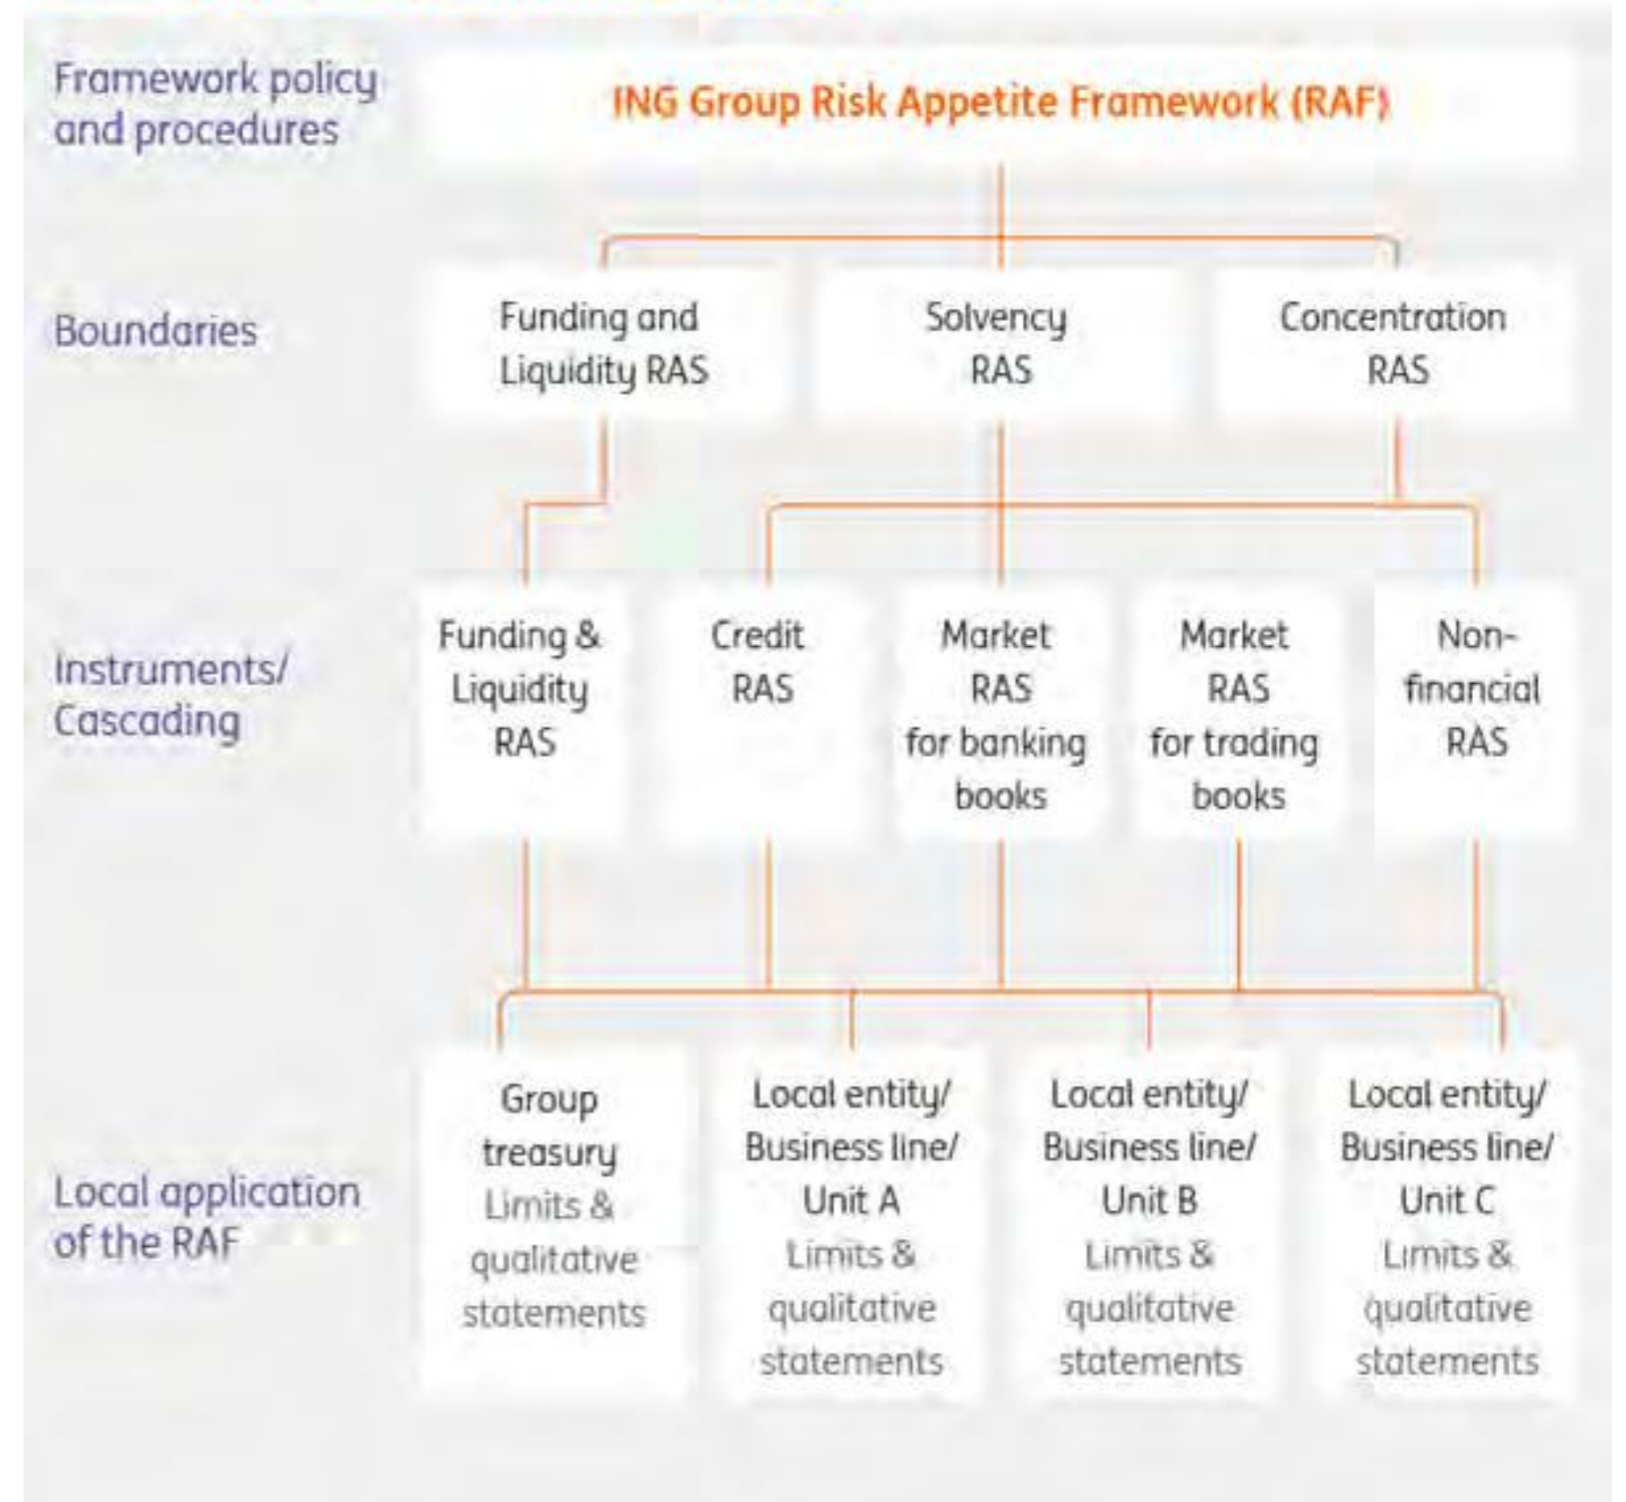 Framework policy
and procedures
ING Group Risk Appetite Framework (RAF)
Boundaries
Funding and
Liquidity RAS
Solvency
RAS
Concentration
RAS
Instruments/
Cascading
Funding &
Liquidity
RAS
Credit
RAS
Market
RAS
for banking
books
Market
RAS
for trading
books
Non-
financial
RAS
Local application
of the RAF
Group
treasury
Limits &
qualitative
statements
Local entity/
Business line/
Unit A
Limits &
qualitative
statements
Local entity/
Business line/
Unit B
Limits &
qualitative
statements
Local entity/
Business line/
Unit C
Limits &
qualitative
statements